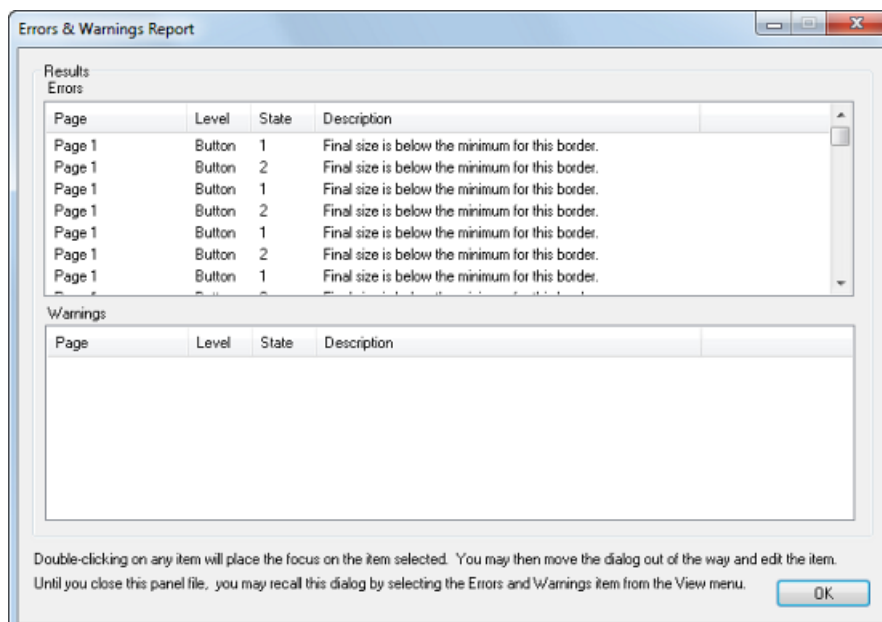 Errors & Warnings Report
Results
Errors
Page Level State Description
Page 1 Button 1 Final size is below the minimum for this border.
Page 1 Button 2 Final size is below the minimum for this border.
Page 1 Button 1 Final size is below the minimum for this border.
Page 1 Button 2 Final size is below the minimum for this border.
Page 1 Button 1 Final size is below the minimum for this border.
Page 1 Button 2 Final size is below the minimum for this border.
Page 1 Button 1 Final size is below the minimum for this border.
Warnings
Page Level State Description
Double-clicking on any item will place the focus on the item selected. You may then move the dialog out of the way and edit the item.
Until you close this panel file, you may recall this dialog by selecting the Errors and Warnings item from the View menu.
OK